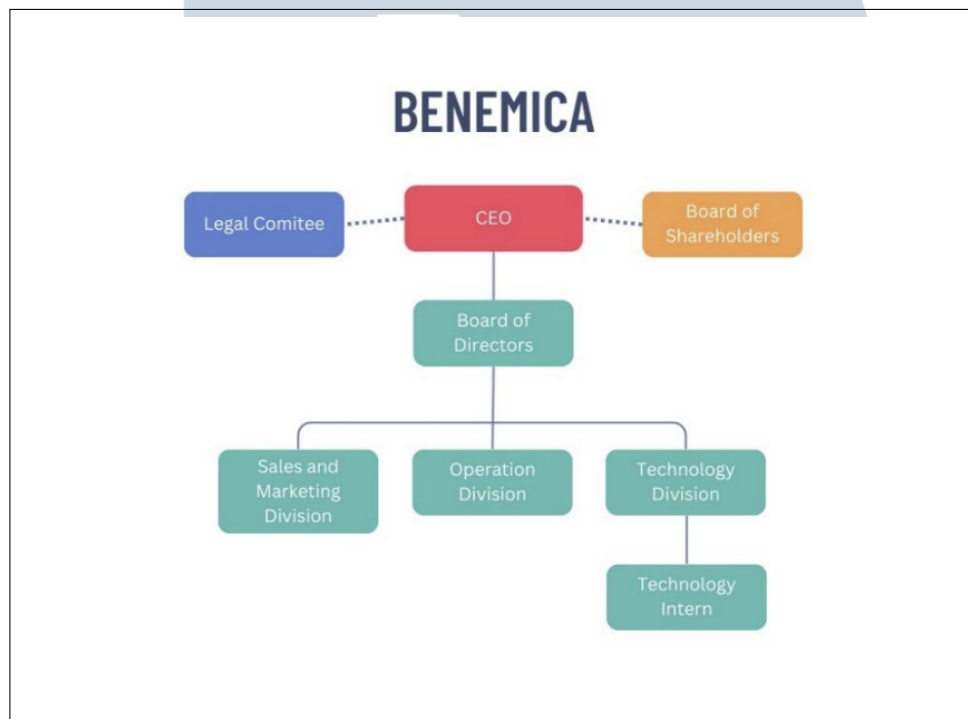 BENEMICA
Legal Comitee
CEO
Board of
Shareholders
Board of
Directors
Sales and
Marketing
Division
Operation
Division
Technology
Division
Technology
Intern